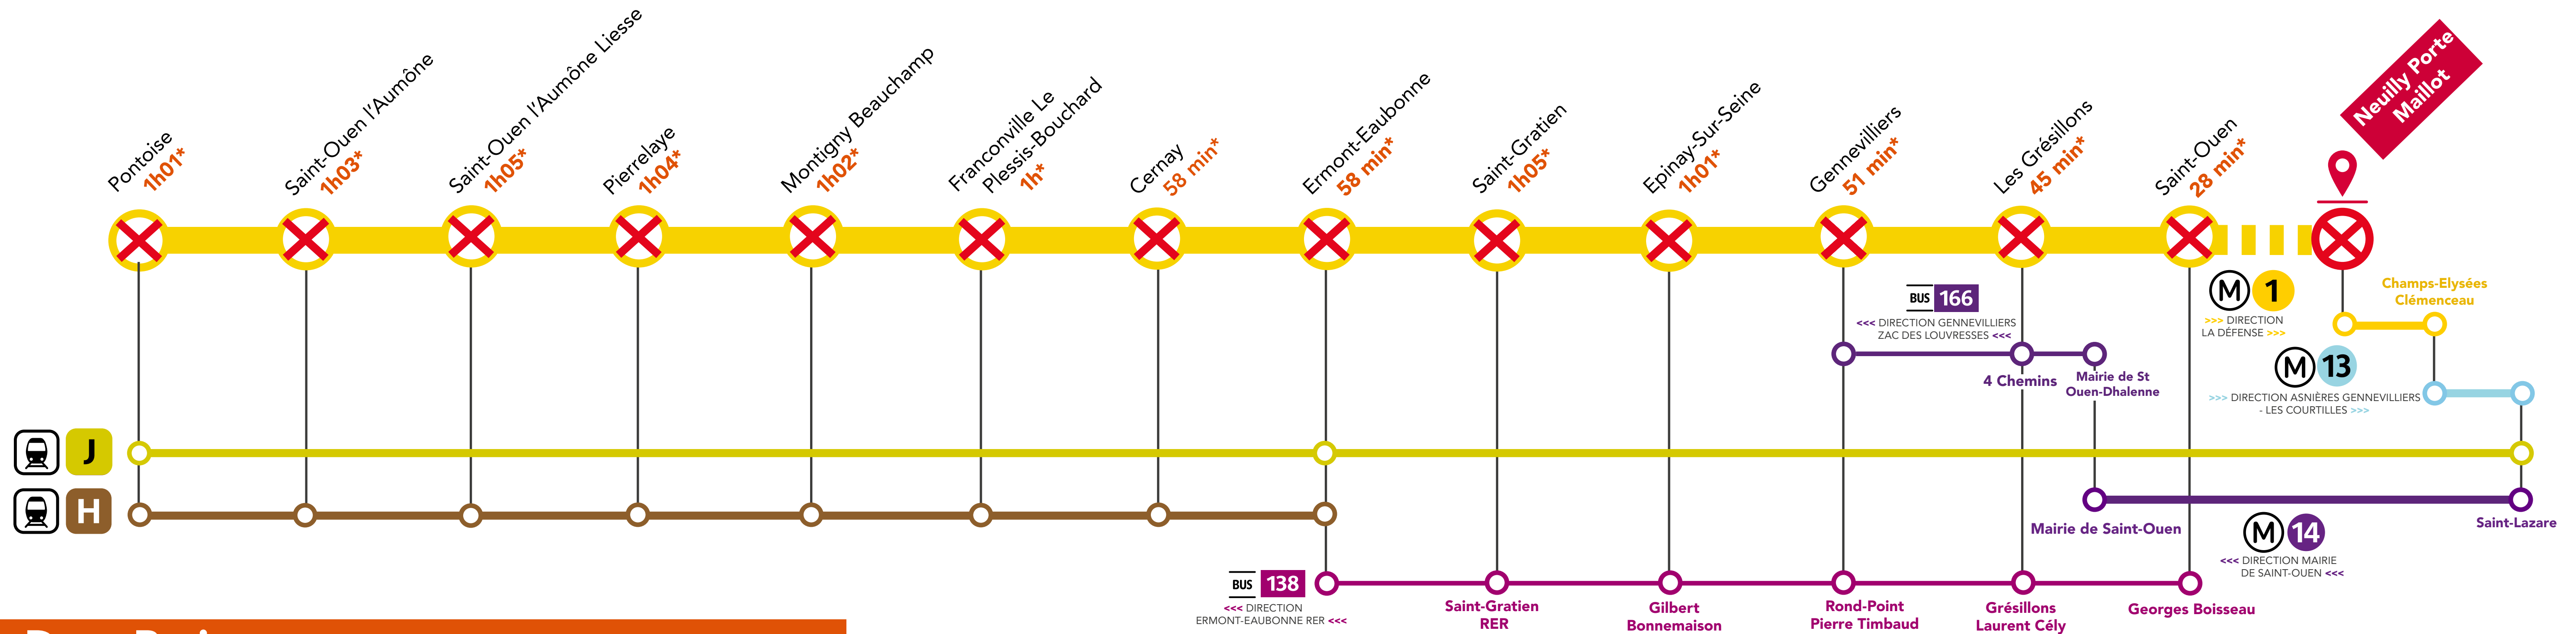 Pontoise
1h01*
Saint-Ouen l'Aumône
1h03*
Saint-Ouen l'Aumône Liesse
1h05*
Pierrelaye
1h04*
Montigny Beauchamp
1h02*
Franconville Le
Plessis-Bouchard
1h*
Cernay
58 min*
Ermont-Eaubonne
58 min*
Saint-Gratien
1h05*
Epinay-Sur-Seine
1h01*
Gennevilliers
51 min*
Les Grésillons
45 min*
Saint-Ouen
28 min*
Neuilly Porte
Maillot
M 1
>>> DIRECTION
LA DÉFENSE >>>
Champs-Elysées
Clémenceau
BUS 166
<<< DIRECTION GENNEVILLIERS
ZAC DES LOUVRESSES <<<
4 Chemins
Mairie de St
Ouen-Dhalenne
M 13
>>> DIRECTION ASNIÈRES GENNEVILLIERS
- LES COURTILLES >>>
J
H
Mairie de Saint-Ouen
M 14
<<< DIRECTION MAIRIE
DE SAINT-OUEN <<<
Saint-Lazare
BUS 138
<<< DIRECTION
ERMONT-EAUBONNE RER <<<
Saint-Gratien
RER
Gilbert
Bonnemaison
Rond-Point
Pierre Timbaud
Grésillons
Laurent Cély
Georges Boisseau